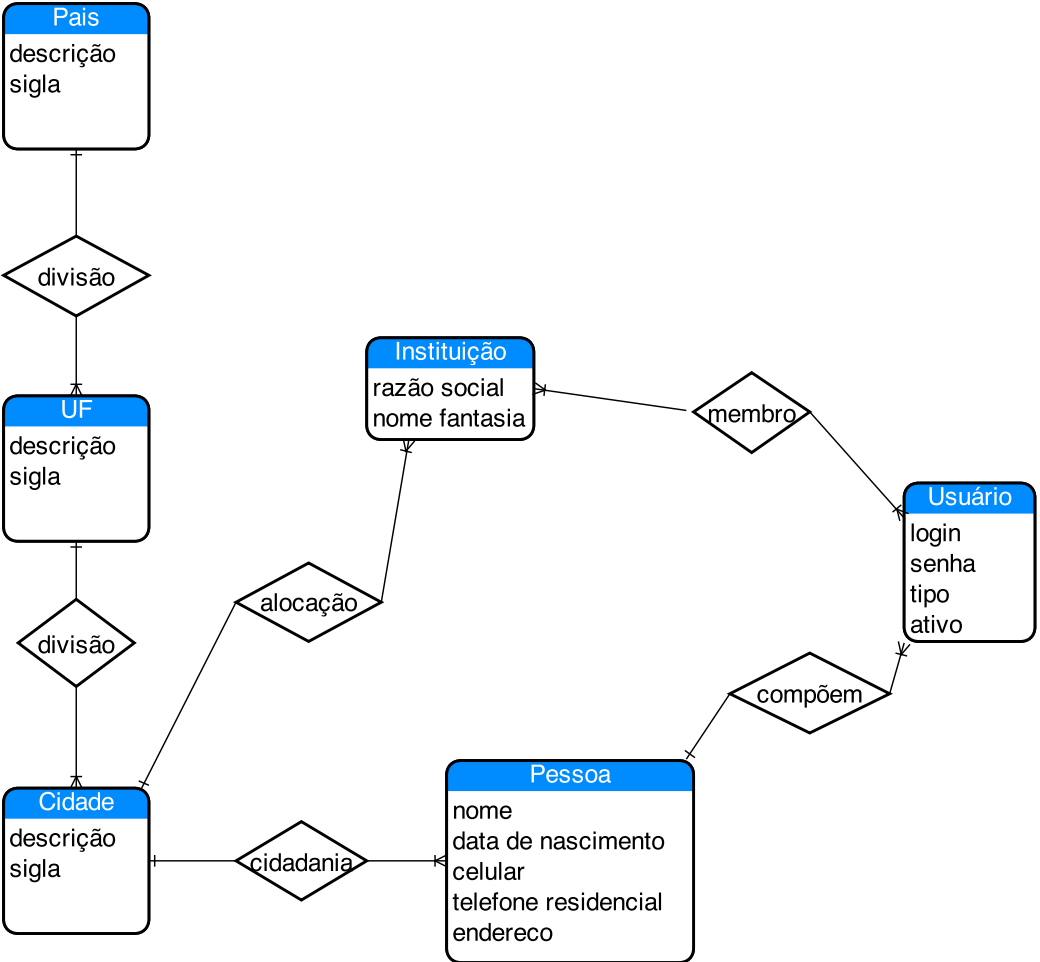 Pais
descrição
sigla
divisão
UF
descrição
sigla
divisão
Cidade
descrição
sigla
Instituição
razão social
nome fantasia
alocação
membro
Usuário
login
senha
tipo
ativo
compõem
cidadania
Pessoa
nome
data de nascimento
celular
telefone residencial
endereco